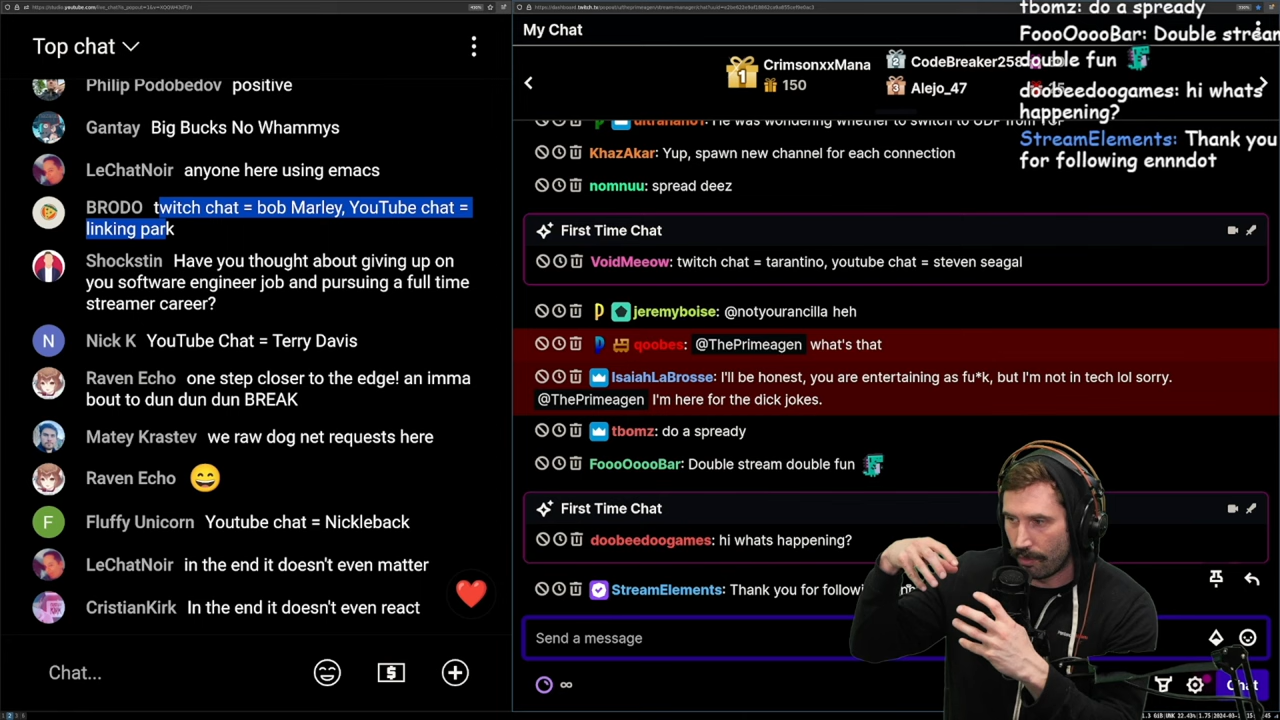 Top chat
Philip Podobedov positive
Gantay Big Bucks No Whammys
LeChatNoir anyone here using emacs
BRODO twitch chat = bob Marley, YouTube chat =
linking park
Shockstin Have you thought about giving up on
you software engineer job and pursuing a full time
streamer career?
N Nick K YouTube Chat = Terry Davis
Raven Echo one step closer to the edge! an imma
bout to dun dun dun BREAK
Matey Krastev we raw dog net requests here
Raven Echo
F Fluffy Unicorn Youtube chat = Nickleback
LeChatNoir in the end it doesn't even matter
CristianKirk In the end it doesn't even react
Chat...
My Chat
1 CrimsonxxMana
150
2 CodeBreaker258
3 Alejo_47
ultrahan01: He was wondering whether to switch to UDP from
KhazAkar: Yup, spawn new channel for each connection
nomnuu: spread deez
First Time Chat
VoidMeeow: twitch chat = tarantino, youtube chat = steven seagal
jeremyboise: @notyourancilla heh
qoobes: @ThePrimeagen what's that
IsaiahLaBrosse: I'll be honest, you are entertaining as fu*k, but I'm not in tech lol sorry.
@ThePrimeagen I'm here for the dick jokes.
tbomz: do a spready
FoooOoooBar: Double stream double fun
First Time Chat
doobeedoogames: hi whats happening?
StreamElements: Thank you for followi
Send a message
Chat
tbomz: do a spready
FoooOoooBar: Double stream
double fun
doobeedoogames: hi whats
happening?
StreamElements: Thank you
for following ennndot